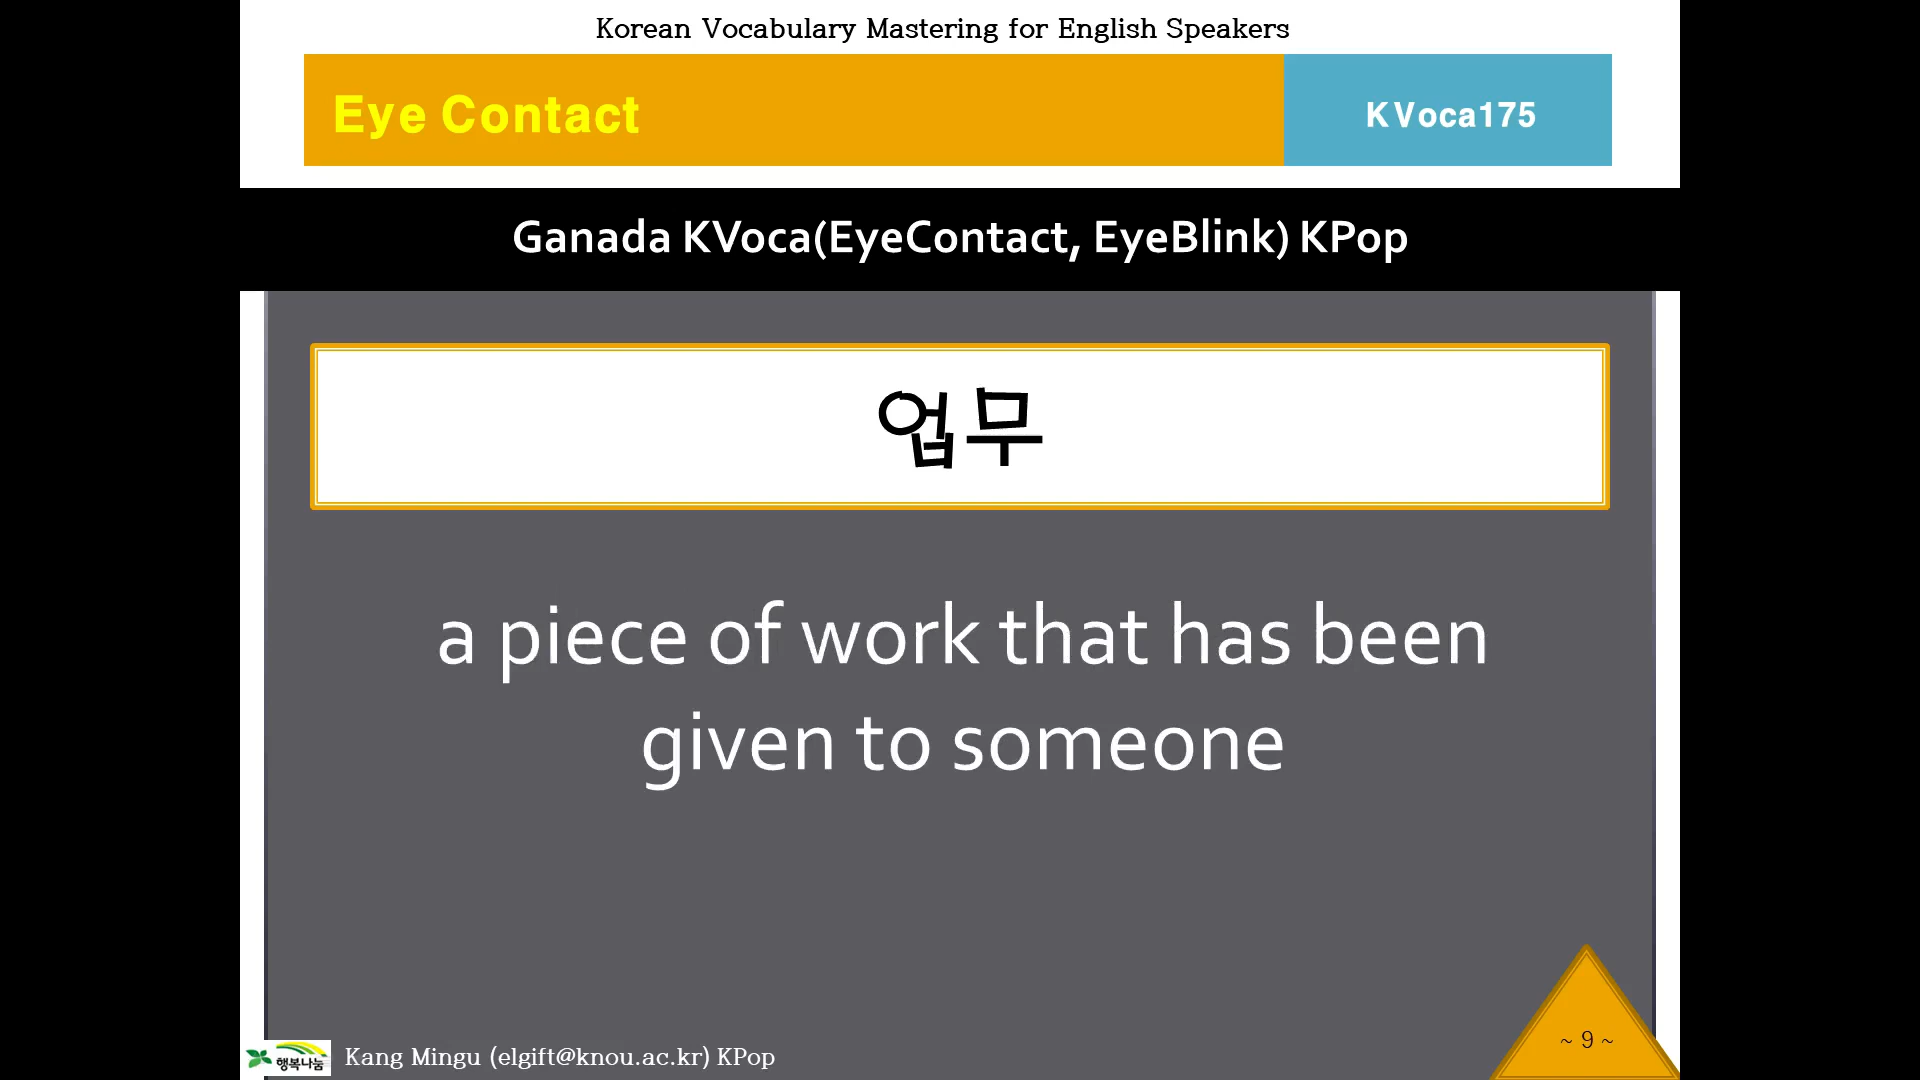 Korean Vocabulary Mastering for English Speakers
Eye Contact
KVoca175
Ganada KVoca(EyeContact, EyeBlink) KPop
업무
a piece of work that has been
given to someone
행복나눔
Kang Mingu (elgift@knou.ac.kr) KPop
~ 9 ~